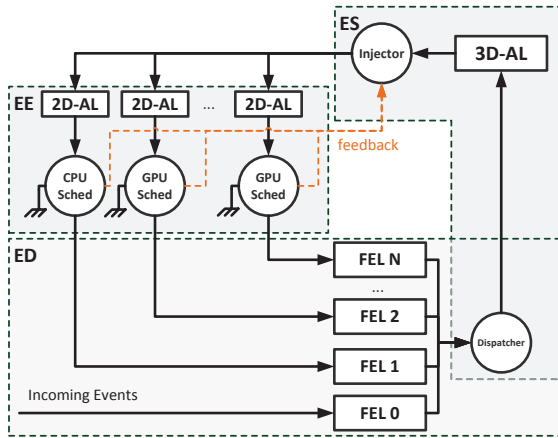 ES
Injector
3D-AL
EE
2D-AL
2D-AL
...
2D-AL
feedback
CPU
Sched
GPU
Sched
GPU
Sched
ED
FEL N
...
FEL 2
Dispatcher
FEL 1
Incoming Events
FEL 0